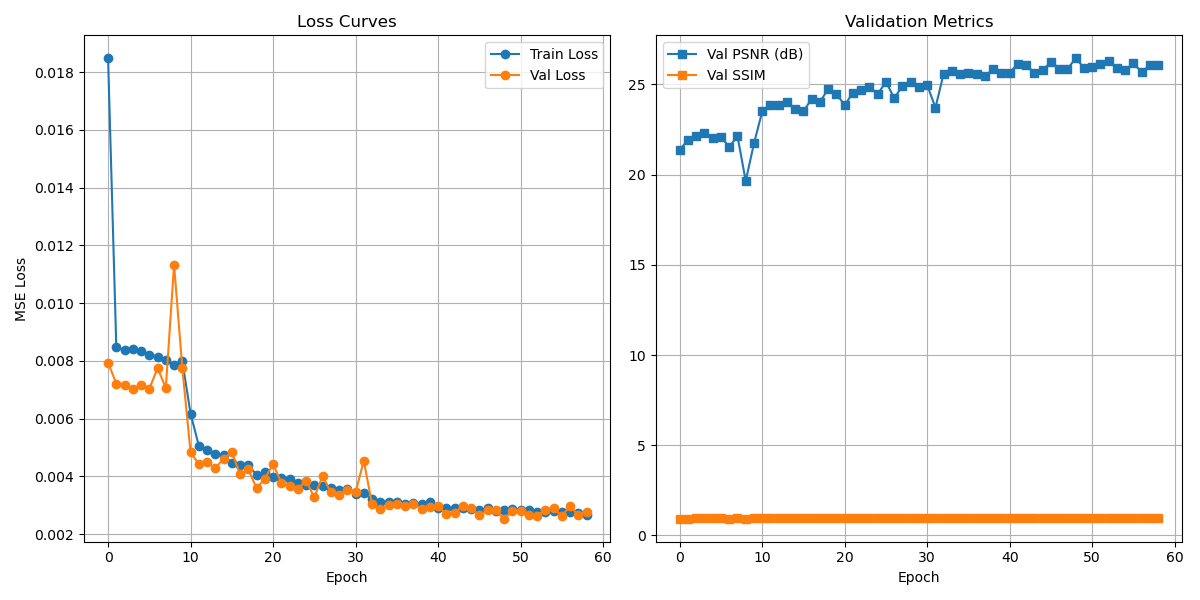 Loss Curves
Train Loss
Val Loss
0.018
0.016
0.014
0.012
0.010
0.008
0.006
0.004
0.002
MSE Loss
0 10 20 30 40 50 60
Epoch
Validation Metrics
Val PSNR (dB)
Val SSIM
25
20
15
10
5
0
0 10 20 30 40 50 60
Epoch